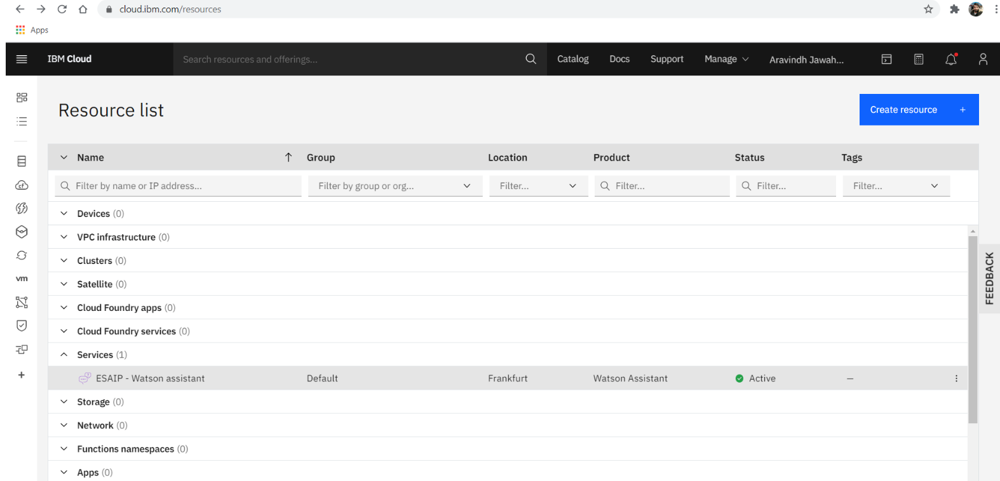 cloud.ibm.com/resources
Apps
IBM Cloud
Search resources and offerings...
Catalog
Docs
Support
Manage
Aravindh Jawah...
Resource list
Create resource +
Name
Group
Location
Product
Status
Tags
Filter by name or IP address...
Filter by group or org...
Filter...
Filter...
Filter...
Filter...
Devices (0)
VPC infrastructure (0)
Clusters (0)
Satellite (0)
Cloud Foundry apps (0)
Cloud Foundry services (0)
Services (1)
ESAIP - Watson assistant
Default
Frankfurt
Watson Assistant
Active
—
Storage (0)
Network (0)
Functions namespaces (0)
Apps (0)
cf
vm
FEEDBACK